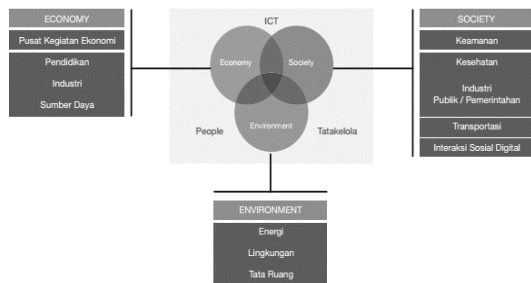 ECONOMY
Pusat Kegiatan Ekonomi
Pendidikan
Industri
Sumber Daya
ICT
Economy
Society
Environment
People
Tatakelola
SOCIETY
Keamanan
Kesehatan
Industri
Publik / Pemerintahan
Transportasi
Interaksi Sosial Digital
ENVIRONMENT
Energi
Lingkungan
Tata Ruang